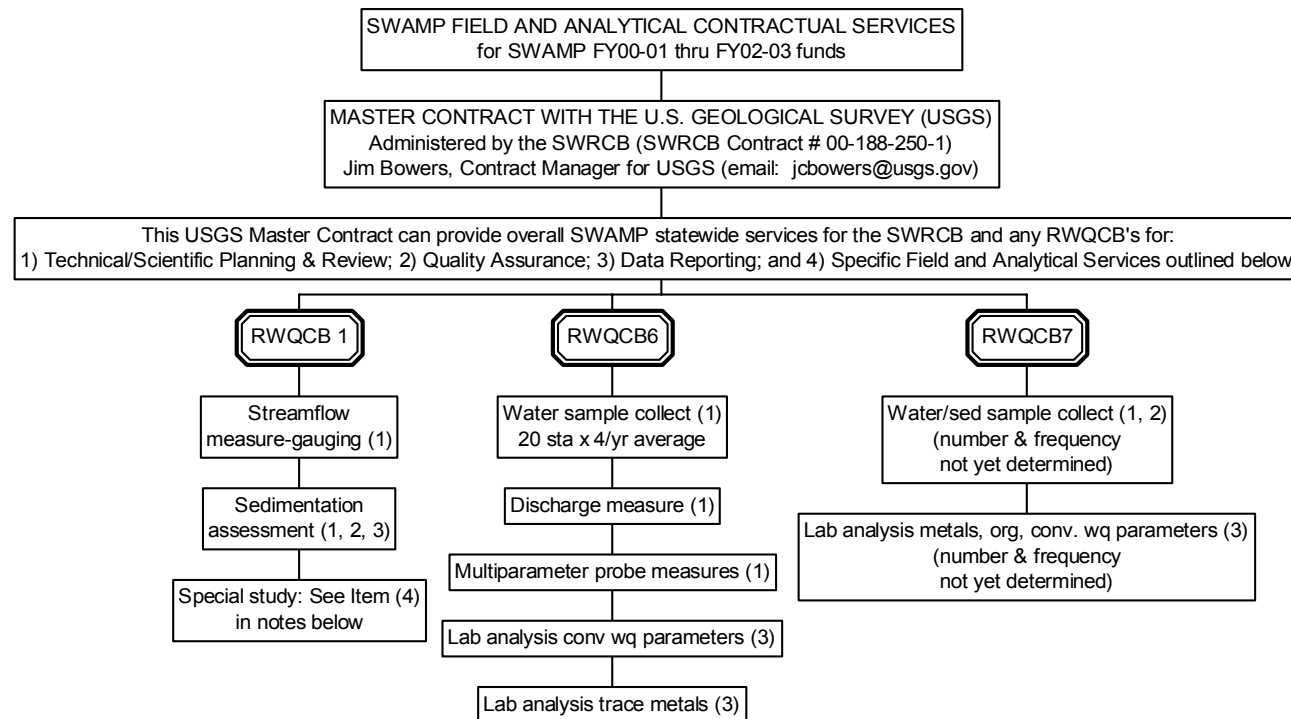 SWAMP FIELD AND ANALYTICAL CONTRACTUAL SERVICES
for SWAMP FY00-01 thru FY02-03 funds
MASTER CONTRACT WITH THE U.S. GEOLOGICAL SURVEY (USGS)
Administered by the SWRCB (SWRCB Contract # 00-188-250-1)
Jim Bowers, Contract Manager for USGS (email: jcbowers@usgs.gov)
This USGS Master Contract can provide overall SWAMP statewide services for the SWRCB and any RWQCB's for:
1) Technical/Scientific Planning & Review; 2) Quality Assurance; 3) Data Reporting; and 4) Specific Field and Analytical Services outlined below
RWQCB 1
Streamflow
measure-gauging (1)
Sedimentation
assessment (1, 2, 3)
Special study: See Item (4)
in notes below
RWQCB6
Water sample collect (1)
20 sta x 4/yr average
Discharge measure (1)
Multiparameter probe measures (1)
Lab analysis conv wq parameters (3)
Lab analysis trace metals (3)
RWQCB7
Water/sed sample collect (1, 2)
(number & frequency
not yet determined)
Lab analysis metals, org, conv. wq parameters (3)
(number & frequency
not yet determined)